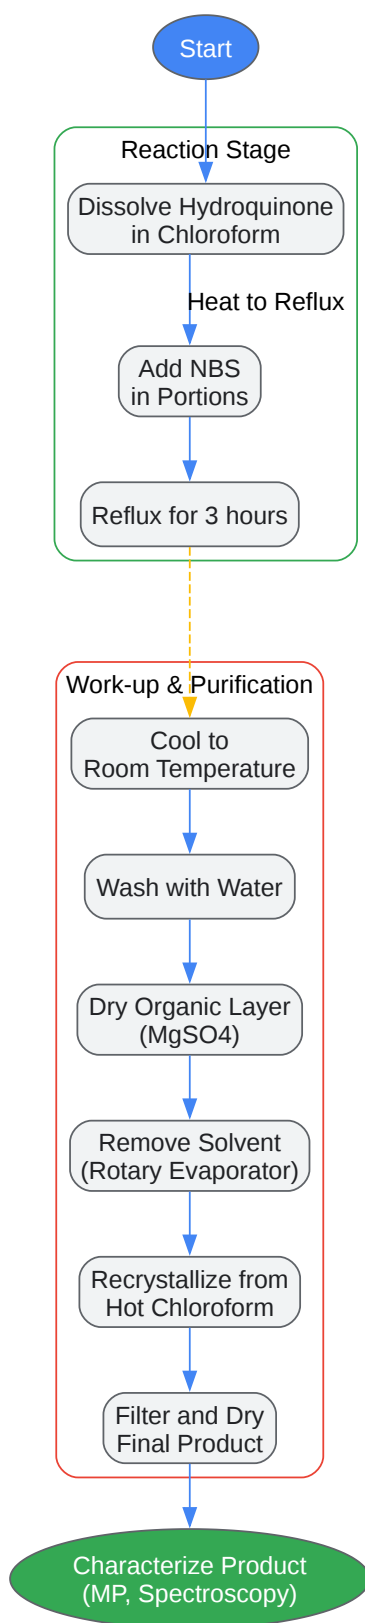 Start
Reaction Stage
Dissolve Hydroquinone
in Chloroform
Heat to Reflux
Add NBS
in Portions
Reflux for 3 hours
Work-up & Purification
Cool to
Room Temperature
Wash with Water
Dry Organic Layer
(MgSO4)
Remove Solvent
(Rotary Evaporator)
Recrystallize from
Hot Chloroform
Filter and Dry
Final Product
Characterize Product
(MP, Spectroscopy)